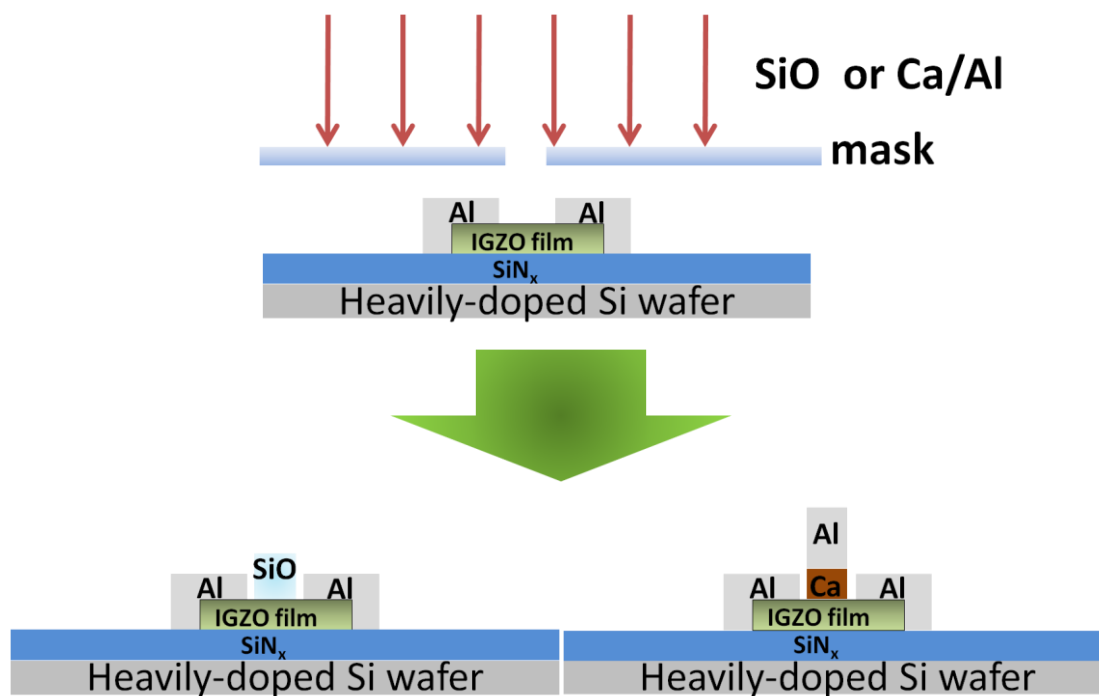 SiO or Ca/Al
mask
Al Al
IGZO film
SiNx
Heavily-doped Si wafer
SiO
Al Al
IGZO film
SiNx
Heavily-doped Si wafer
Al
Ca
Al Al
IGZO film
SiNx
Heavily-doped Si wafer